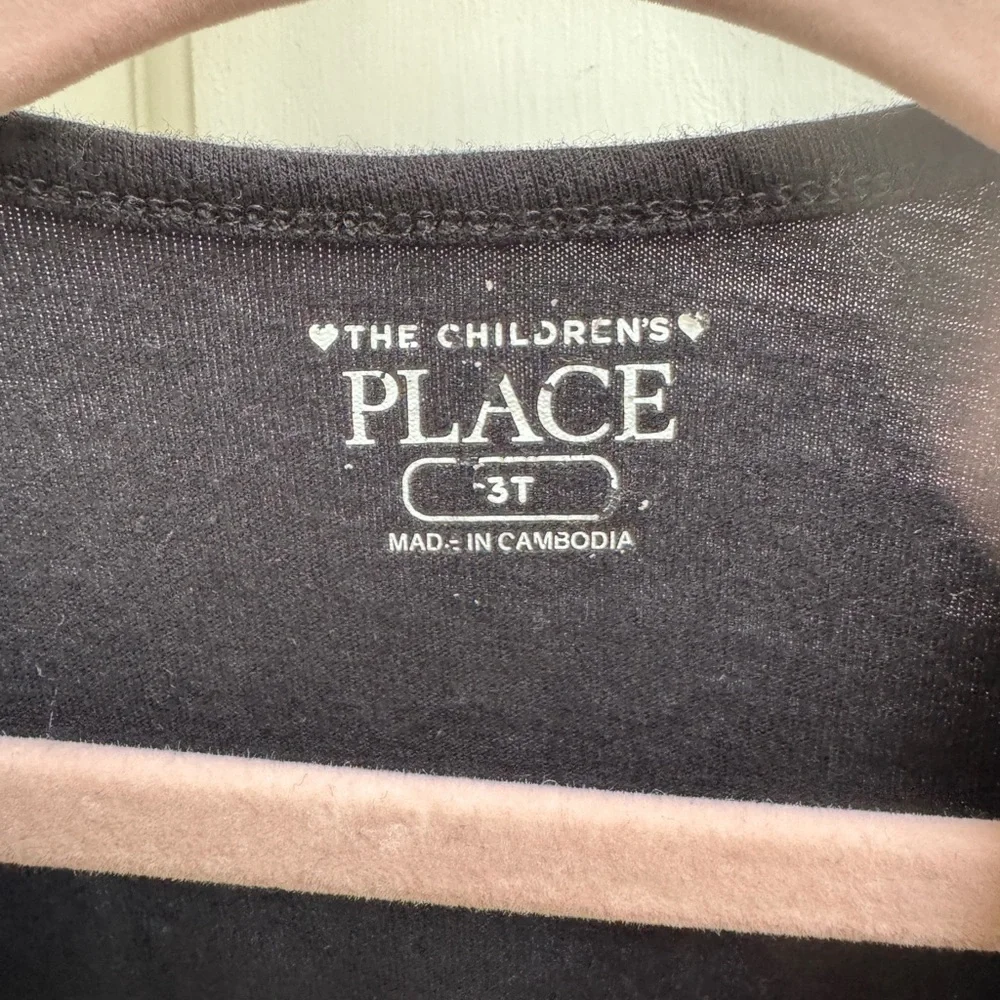 THE CHILDREN'S
PLACE
3T
MADE IN CAMBODIA